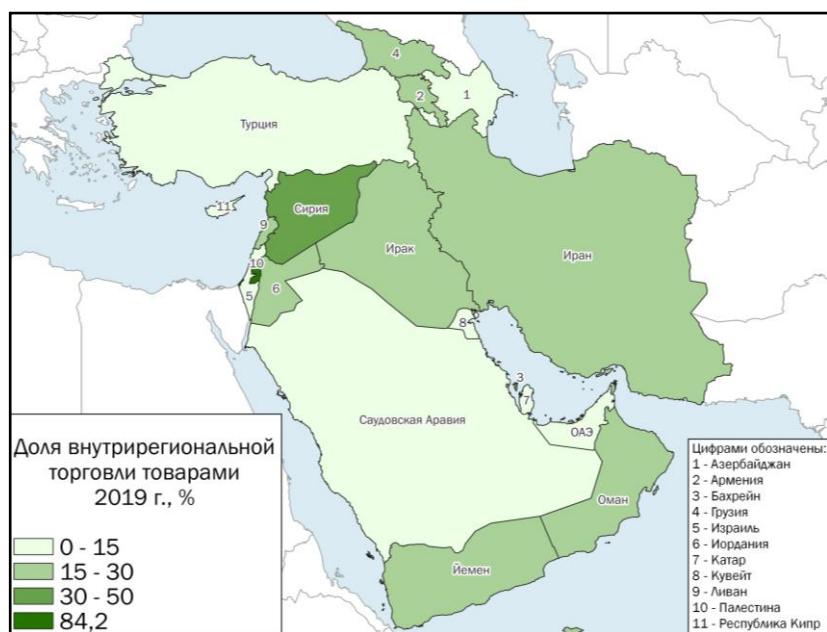 4
1
2
Турция
Сирия
11
9
Ирак
Иран
10
5
6
8
3
7
Саудовская Аравия
ОАЭ
Оман
Йемен
Доля внутрирегиональной
торговли товарами
2019 г., %
0 - 15
15 - 30
30 - 50
84,2
Цифрами обозначены:
1 - Азербайджан
2 - Армения
3 - Бахрейн
4 - Грузия
5 - Израиль
6 - Иордания
7 - Катар
8 - Кувейт
9 - Ливан
10 - Палестина
11 - Республика Кипр